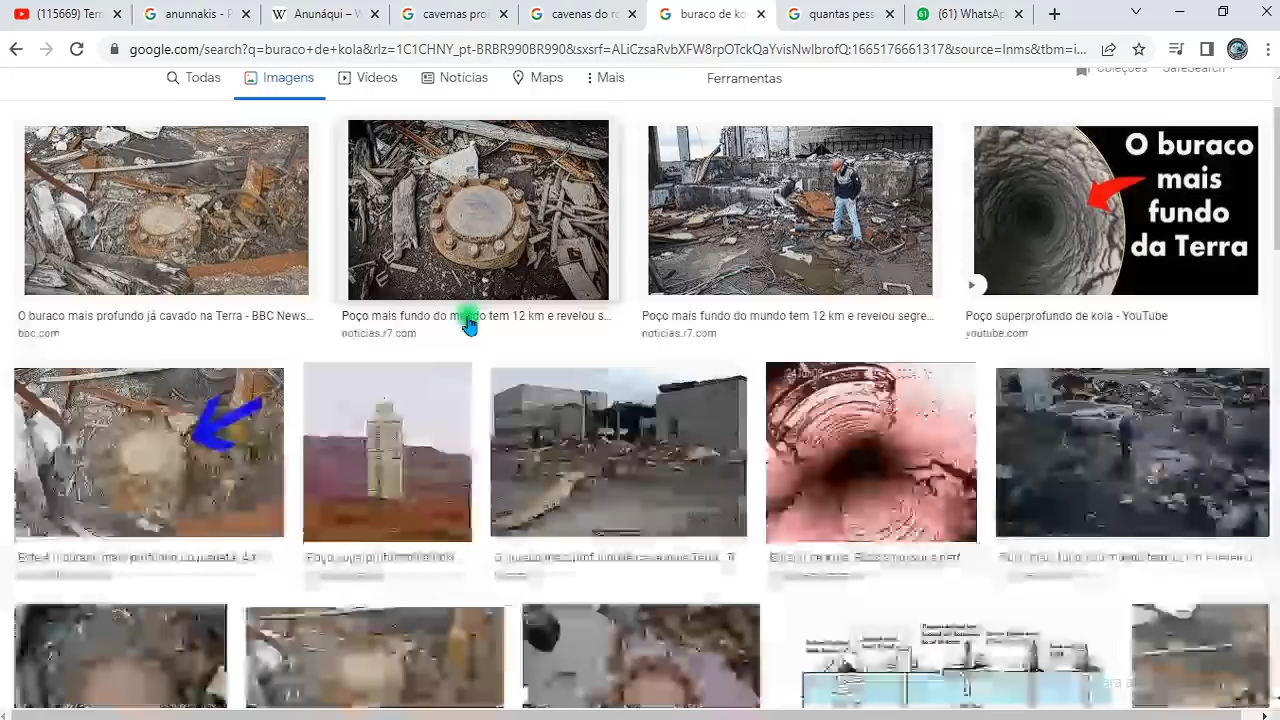 (115669) Ter
anunnakis - P
Anunáqui – W
cavernas prof
cavenas do ro
buraco de ko
quantas pess
(61) WhatsAp
google.com/search?q=buraco+de+kola&rlz=1C1CHNY_pt-BRBR990BR990&sxsrf=ALiCzsaRvbXFW8rpOTckQaYvisNwIbrofQ:1665176661317&source=lnms&tbm=i...
Todas
Imagens
Vídeos
Notícias
Maps
Mais
Ferramentas
Coleções
SafeSearch
O buraco
mais
fundo
da Terra
O buraco mais profundo já cavado na Terra - BBC News...
bbc.com
Poço mais fundo do mundo tem 12 km e revelou s...
noticias.r7.com
Poço mais fundo do mundo tem 12 km e revelou segre...
noticias.r7.com
Poço superprofundo de kola - YouTube
youtube.com